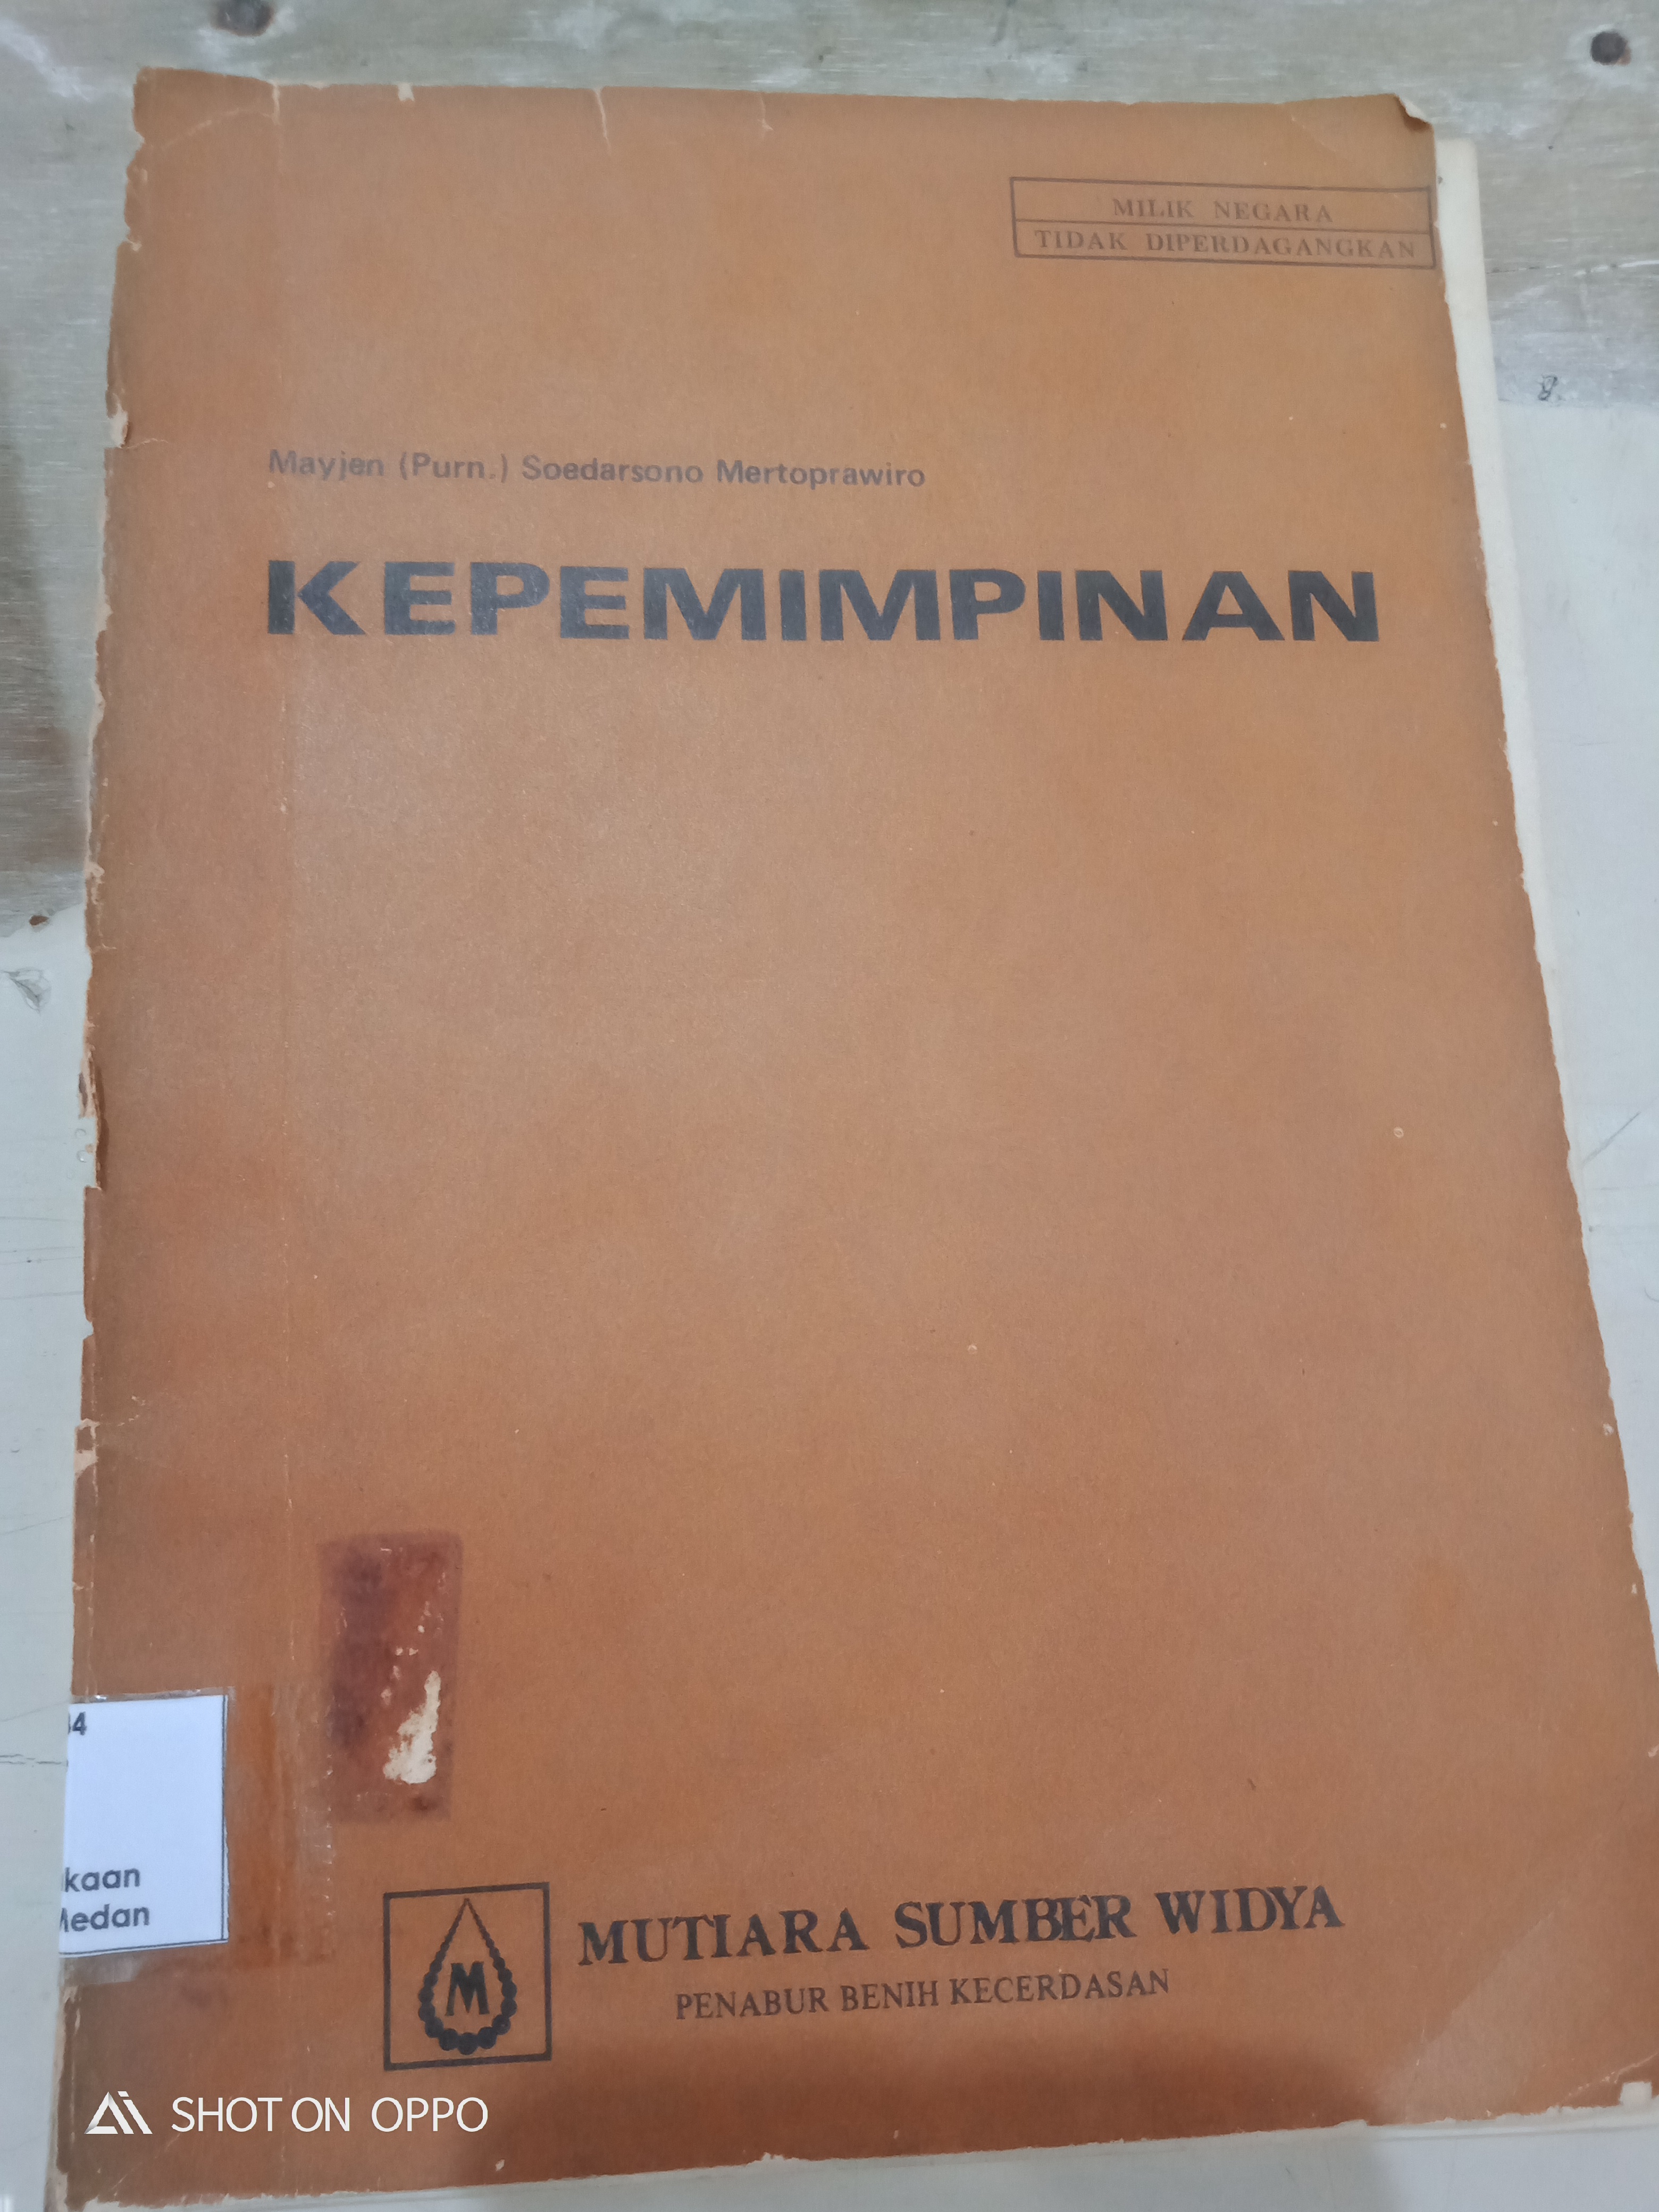 MILIK NEGARA
TIDAK DIPERDAGANGKAN
Mayjen (Purn.) Soedarsono Mertoprawiro
KEPEMIMPINAN
4
kaan
Medan
M
MUTIARA SUMBER WIDYA
PENABUR BENIH KECERDASAN
SHOT ON OPPO